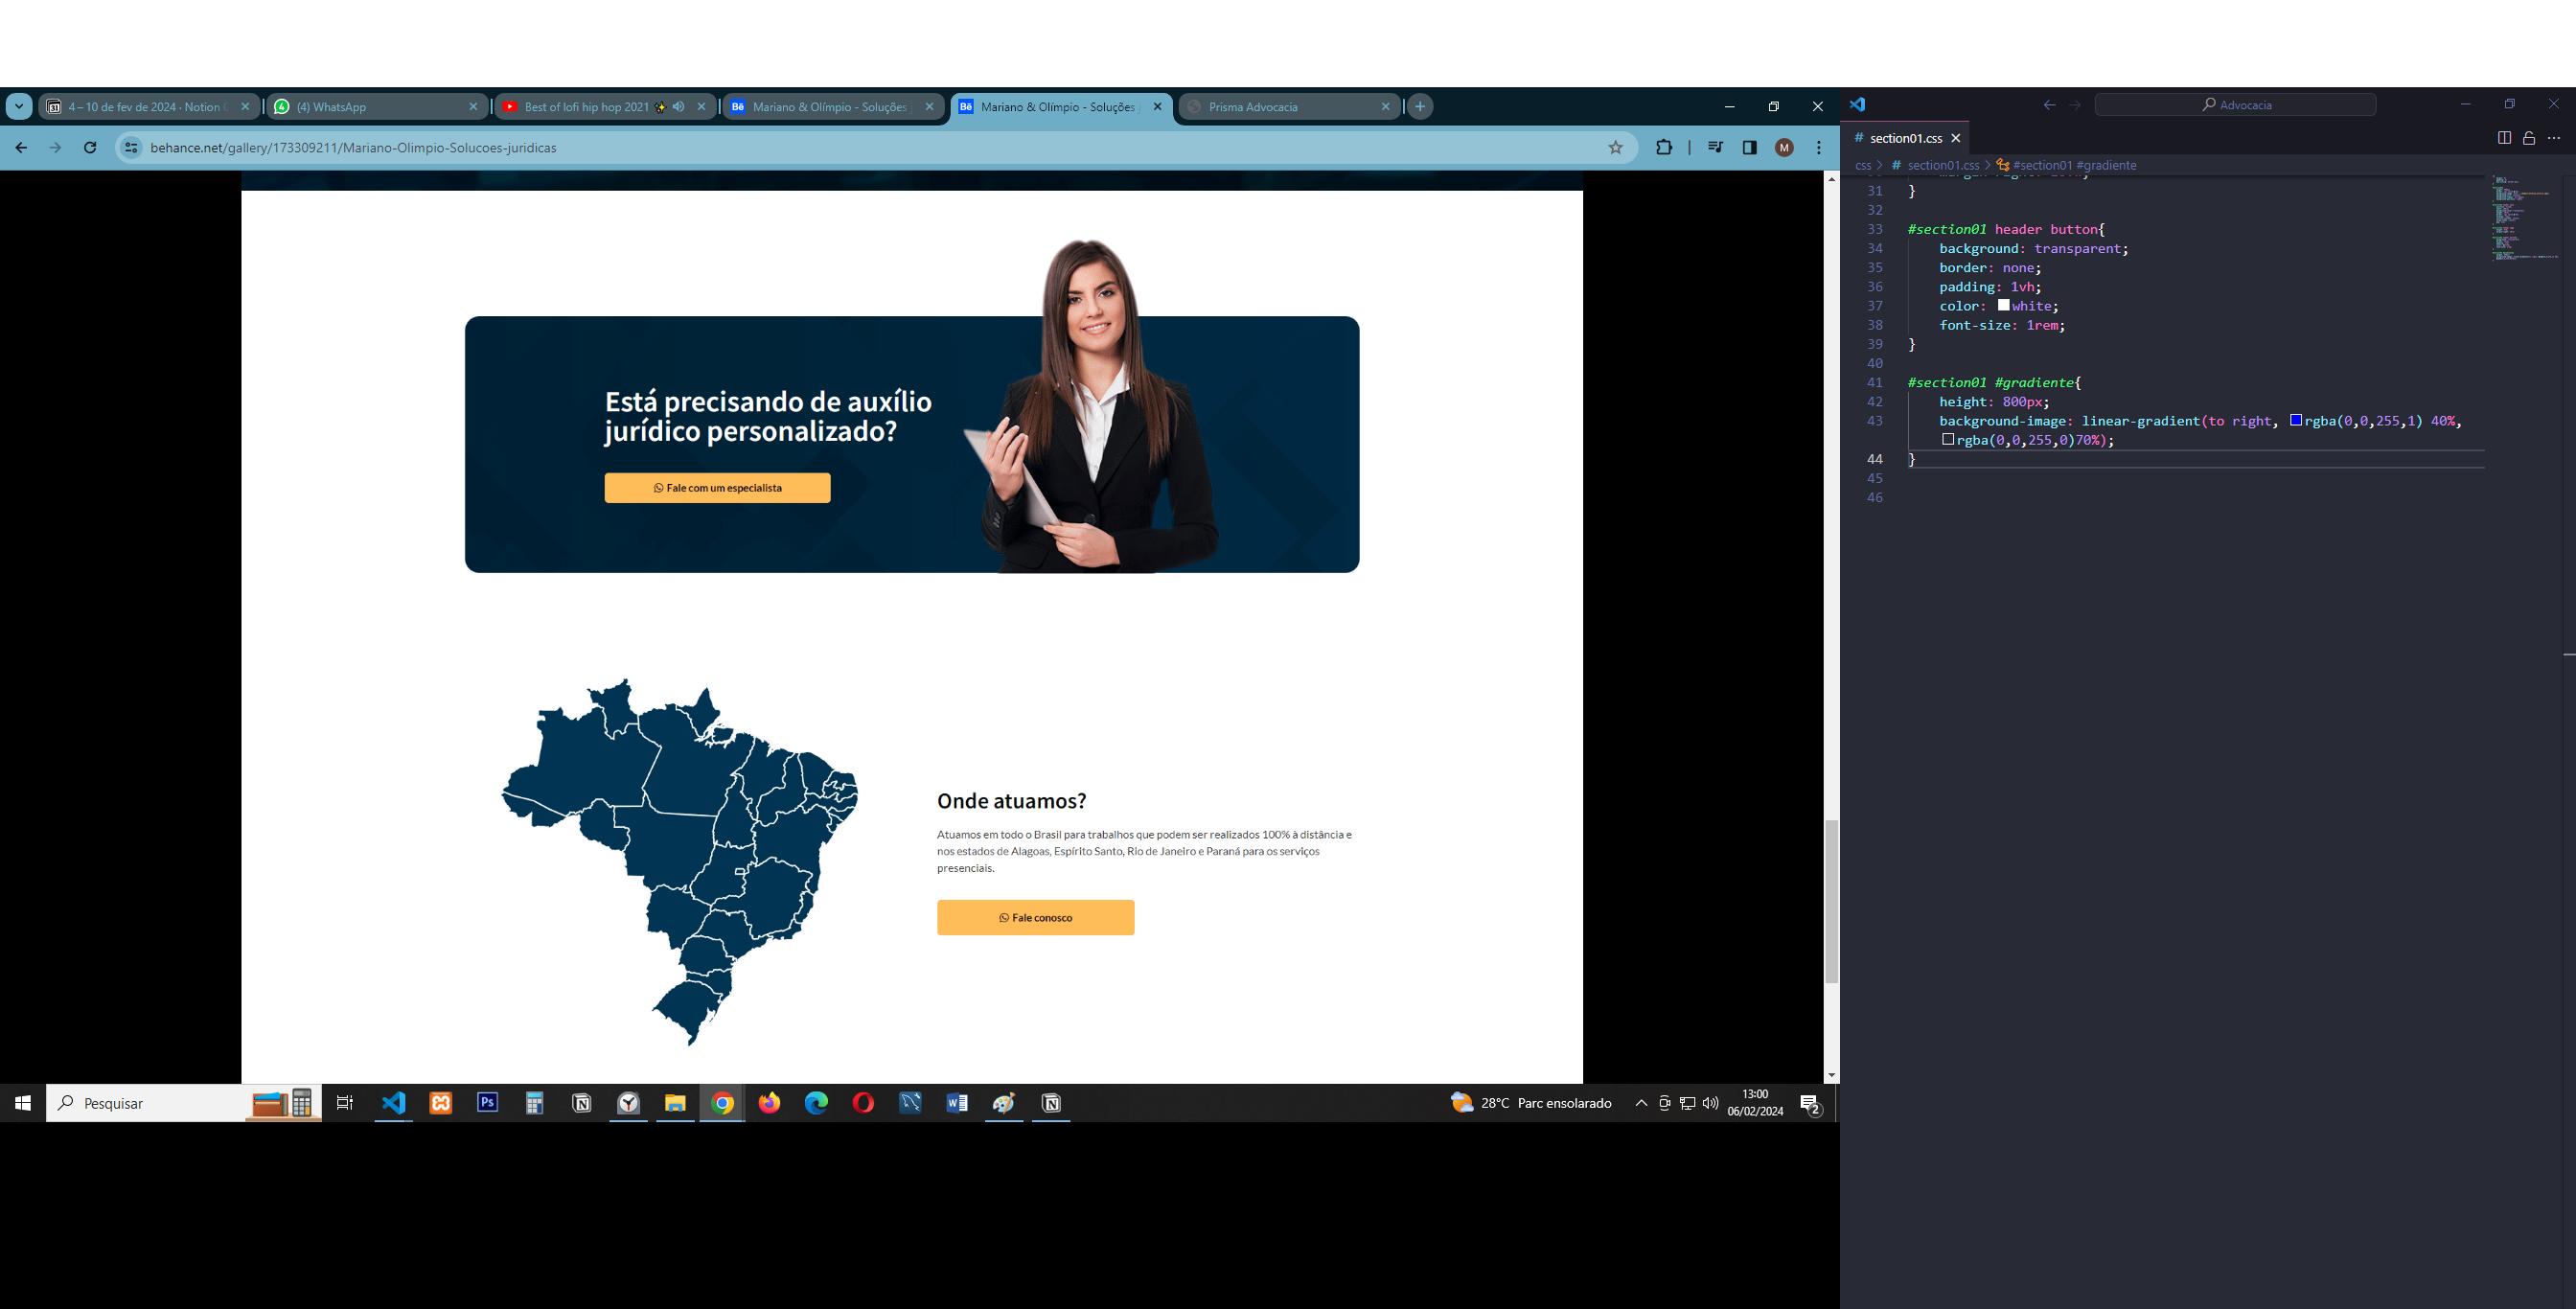 4 – 10 de fev de 2024 · Notion C
(4) WhatsApp
Best of lofi hip hop 2021 ✨
Bē Mariano & Olímpio - Soluções j
Bē Mariano & Olímpio - Soluções j
Prisma Advocacia
behance.net/gallery/173309211/Mariano-Olimpio-Solucoes-juridicas
M
Está precisando de auxílio
jurídico personalizado?
Fale com um especialista
Onde atuamos?
Atuamos em todo o Brasil para trabalhos que podem ser realizados 100% à distância e
nos estados de Alagoas, Espírito Santo, Rio de Janeiro e Paraná para os serviços
presenciais.
Fale conosco
Pesquisar
Ps
28°C Parc ensolarado
13:00
06/02/2024
2
Advocacia
# section01.css
css > # section01.css > #section01 #gradiente
31 }
32
33 #section01 header button{
34 background: transparent;
35 border: none;
36 padding: 1vh;
37 color: white;
38 font-size: 1rem;
39 }
40
41 #section01 #gradiente{
42 height: 800px;
43 background-image: linear-gradient(to right, rgba(0,0,255,1) 40%,
rgba(0,0,255,0)70%);
44 }
45
46